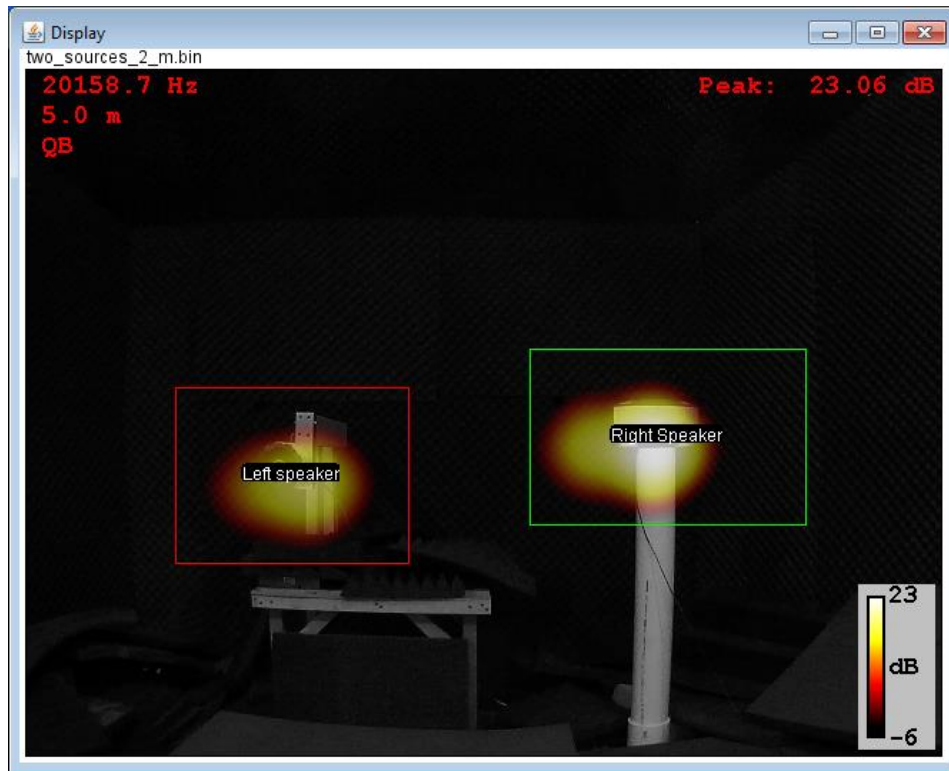 Display
two_sources_2_m.bin
20158.7 Hz
Peak: 23.06 dB
5.0 m
QB
Right Speaker
Left speaker
23
dB
-6